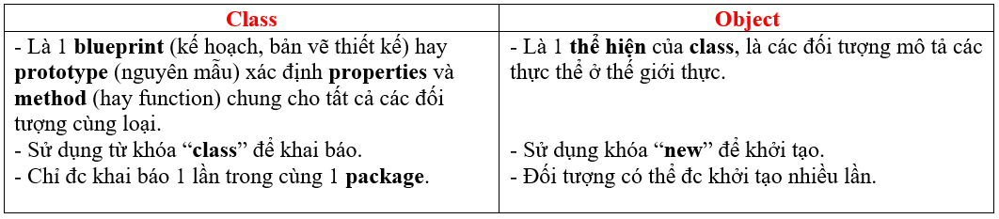 Class
- Là 1 blueprint (kế hoạch, bản vẽ thiết kế) hay
prototype (nguyên mẫu) xác định properties và
method (hay function) chung cho tất cả các đối
tượng cùng loại.
- Sử dụng từ khóa “class” để khai báo.
- Chỉ đc khai báo 1 lần trong cùng 1 package.
Object
- Là 1 thể hiện của class, là các đối tượng mô tả các
thực thể ở thế giới thực.
- Sử dụng khóa “new” để khởi tạo.
- Đối tượng có thể đc khởi tạo nhiều lần.